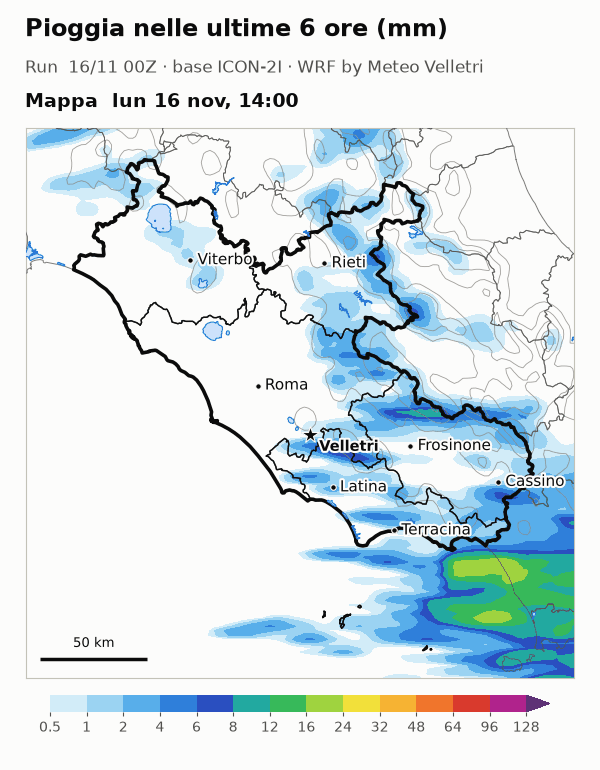 Pioggia nelle ultime 6 ore (mm)
Run  16/11 00Z · base ICON-2I · WRF by Meteo Velletri
Mappa  lun 16 nov, 14:00
Viterbo
Rieti
Roma
Velletri
Frosinone
Latina
Cassino
Terracina
50 km
0.5 1 2 4 6 8 12 16 24 32 48 64 96 128